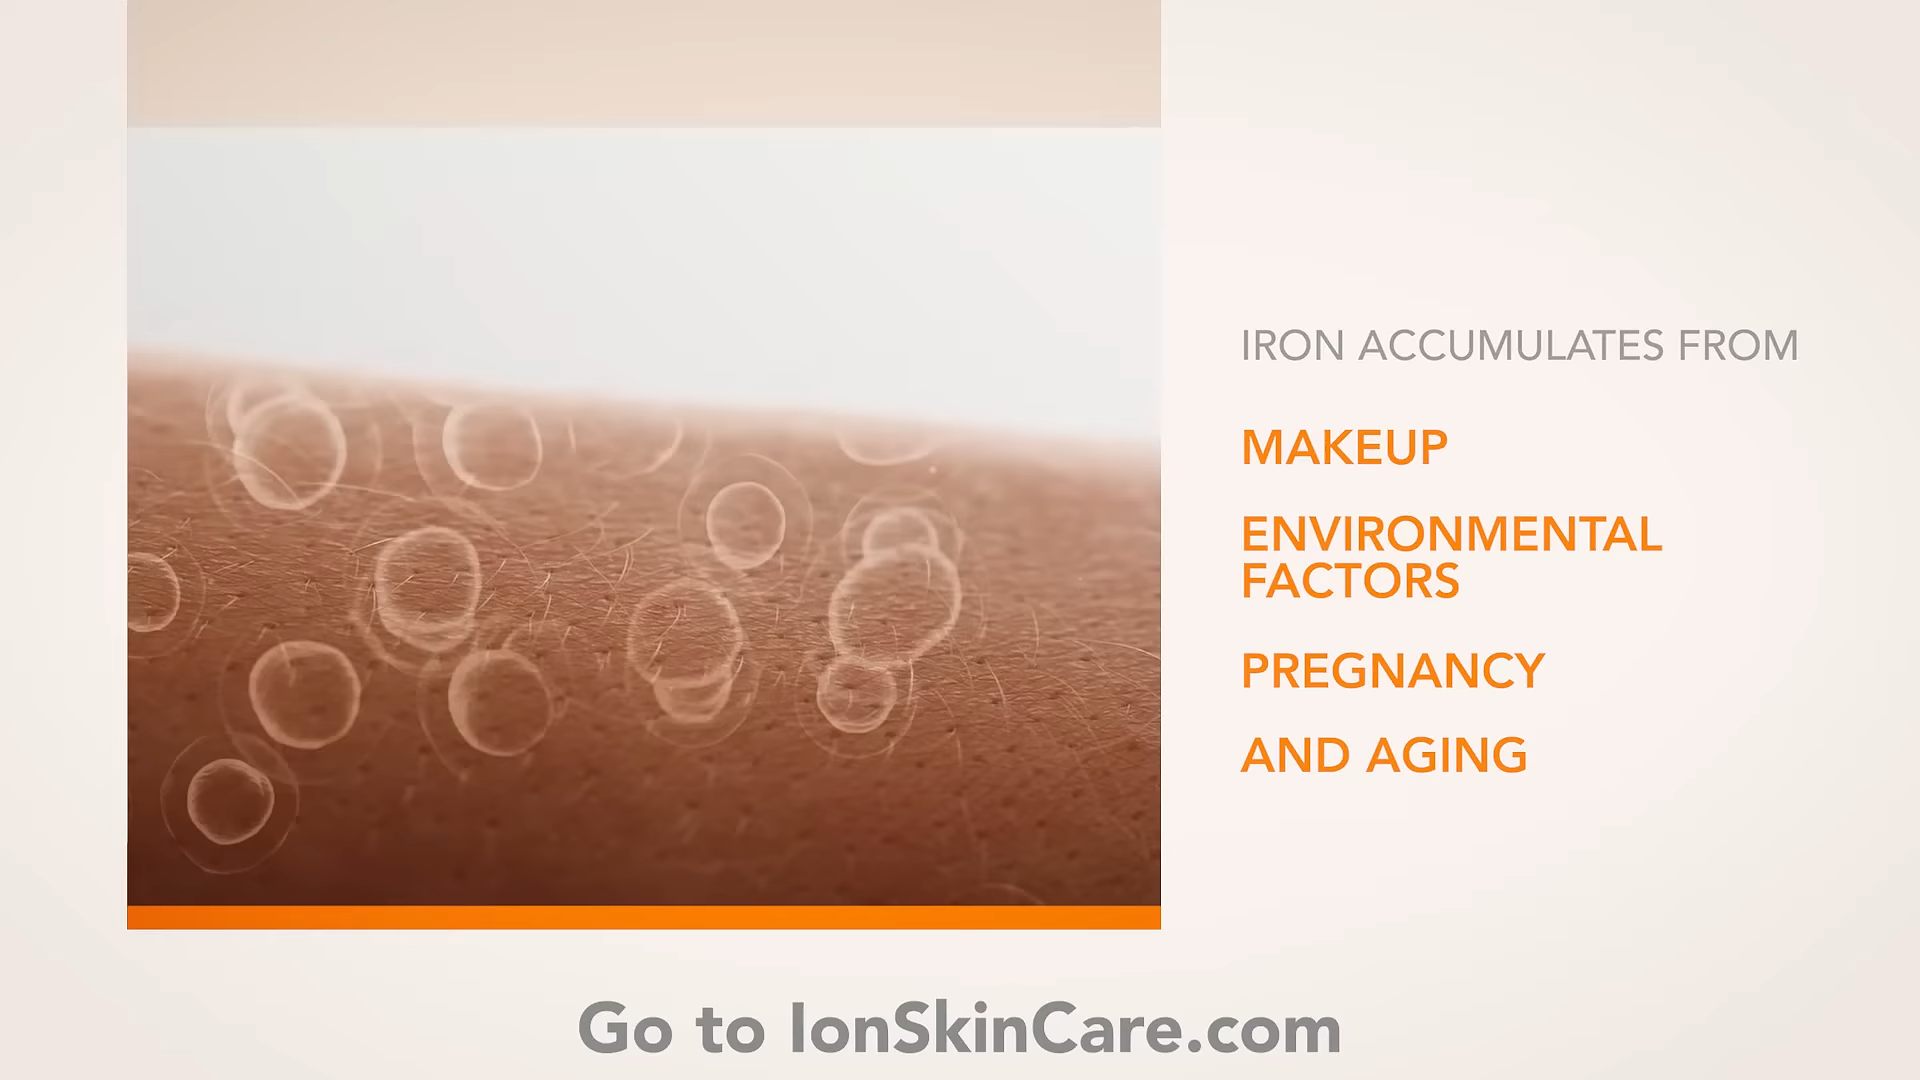 IRON ACCUMULATES FROM
MAKEUP
ENVIRONMENTAL
FACTORS
PREGNANCY
AND AGING
Go to IonSkinCare.com